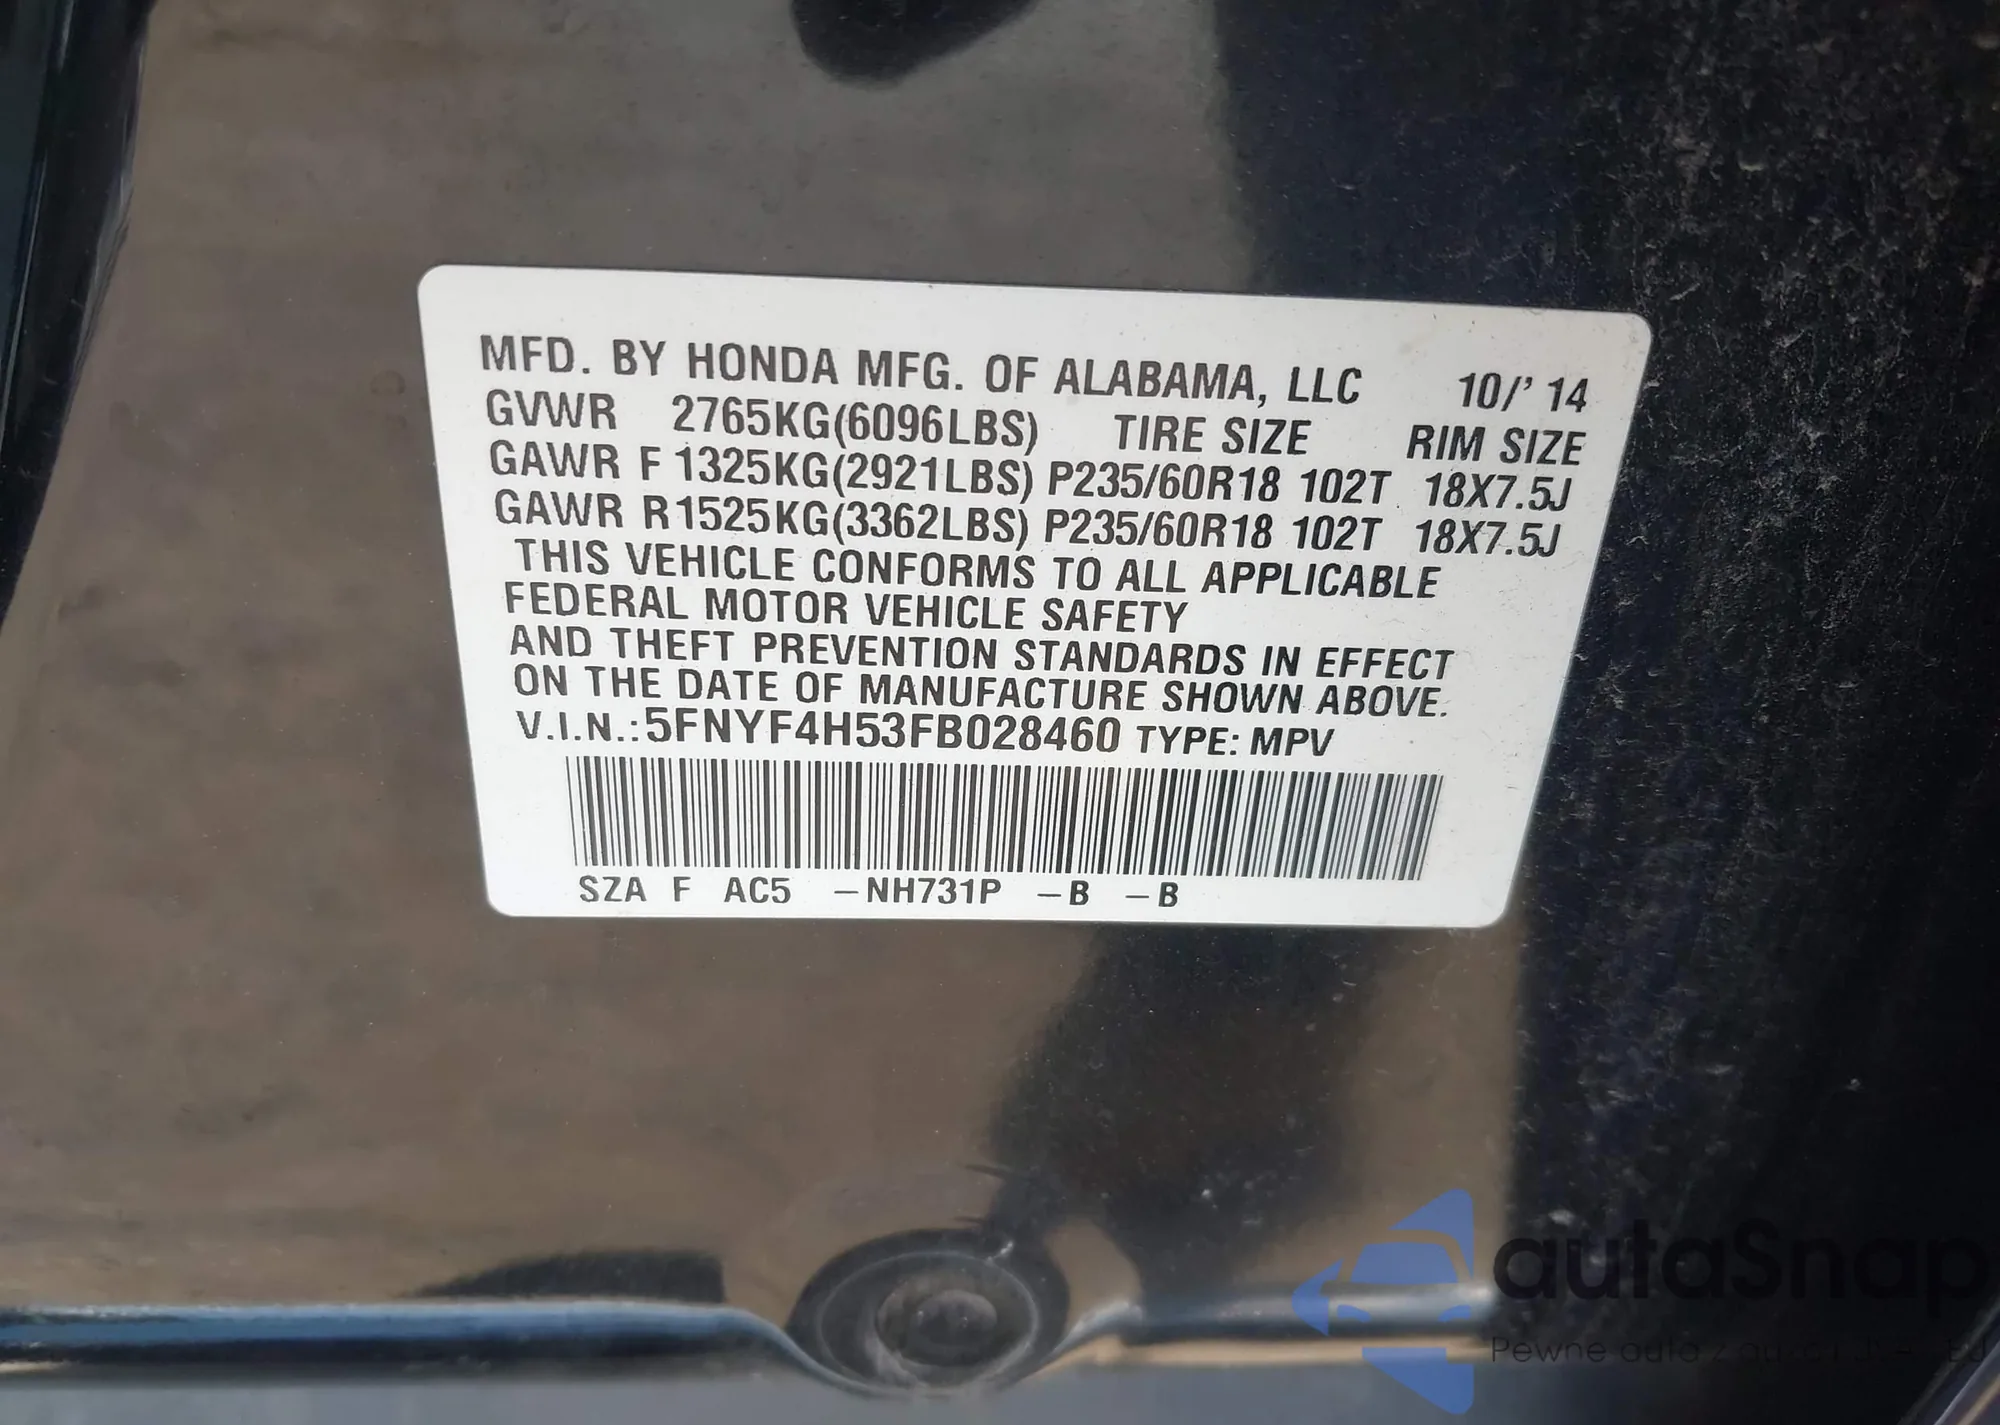 MFD. BY HONDA MFG. OF ALABAMA, LLC 10/' 14
GVWR 2765KG(6096LBS) TIRE SIZE RIM SIZE
GAWR F 1325KG(2921LBS) P235/60R18 102T 18X7.5J
GAWR R1525KG(3362LBS) P235/60R18 102T 18X7.5J
THIS VEHICLE CONFORMS TO ALL APPLICABLE
FEDERAL MOTOR VEHICLE SAFETY
AND THEFT PREVENTION STANDARDS IN EFFECT
ON THE DATE OF MANUFACTURE SHOWN ABOVE.
V.I.N.: 5FNYF4H53FB028460 TYPE: MPV
SZA F AC5 -NH731P -B -B
autaSnap
Pewne auta z